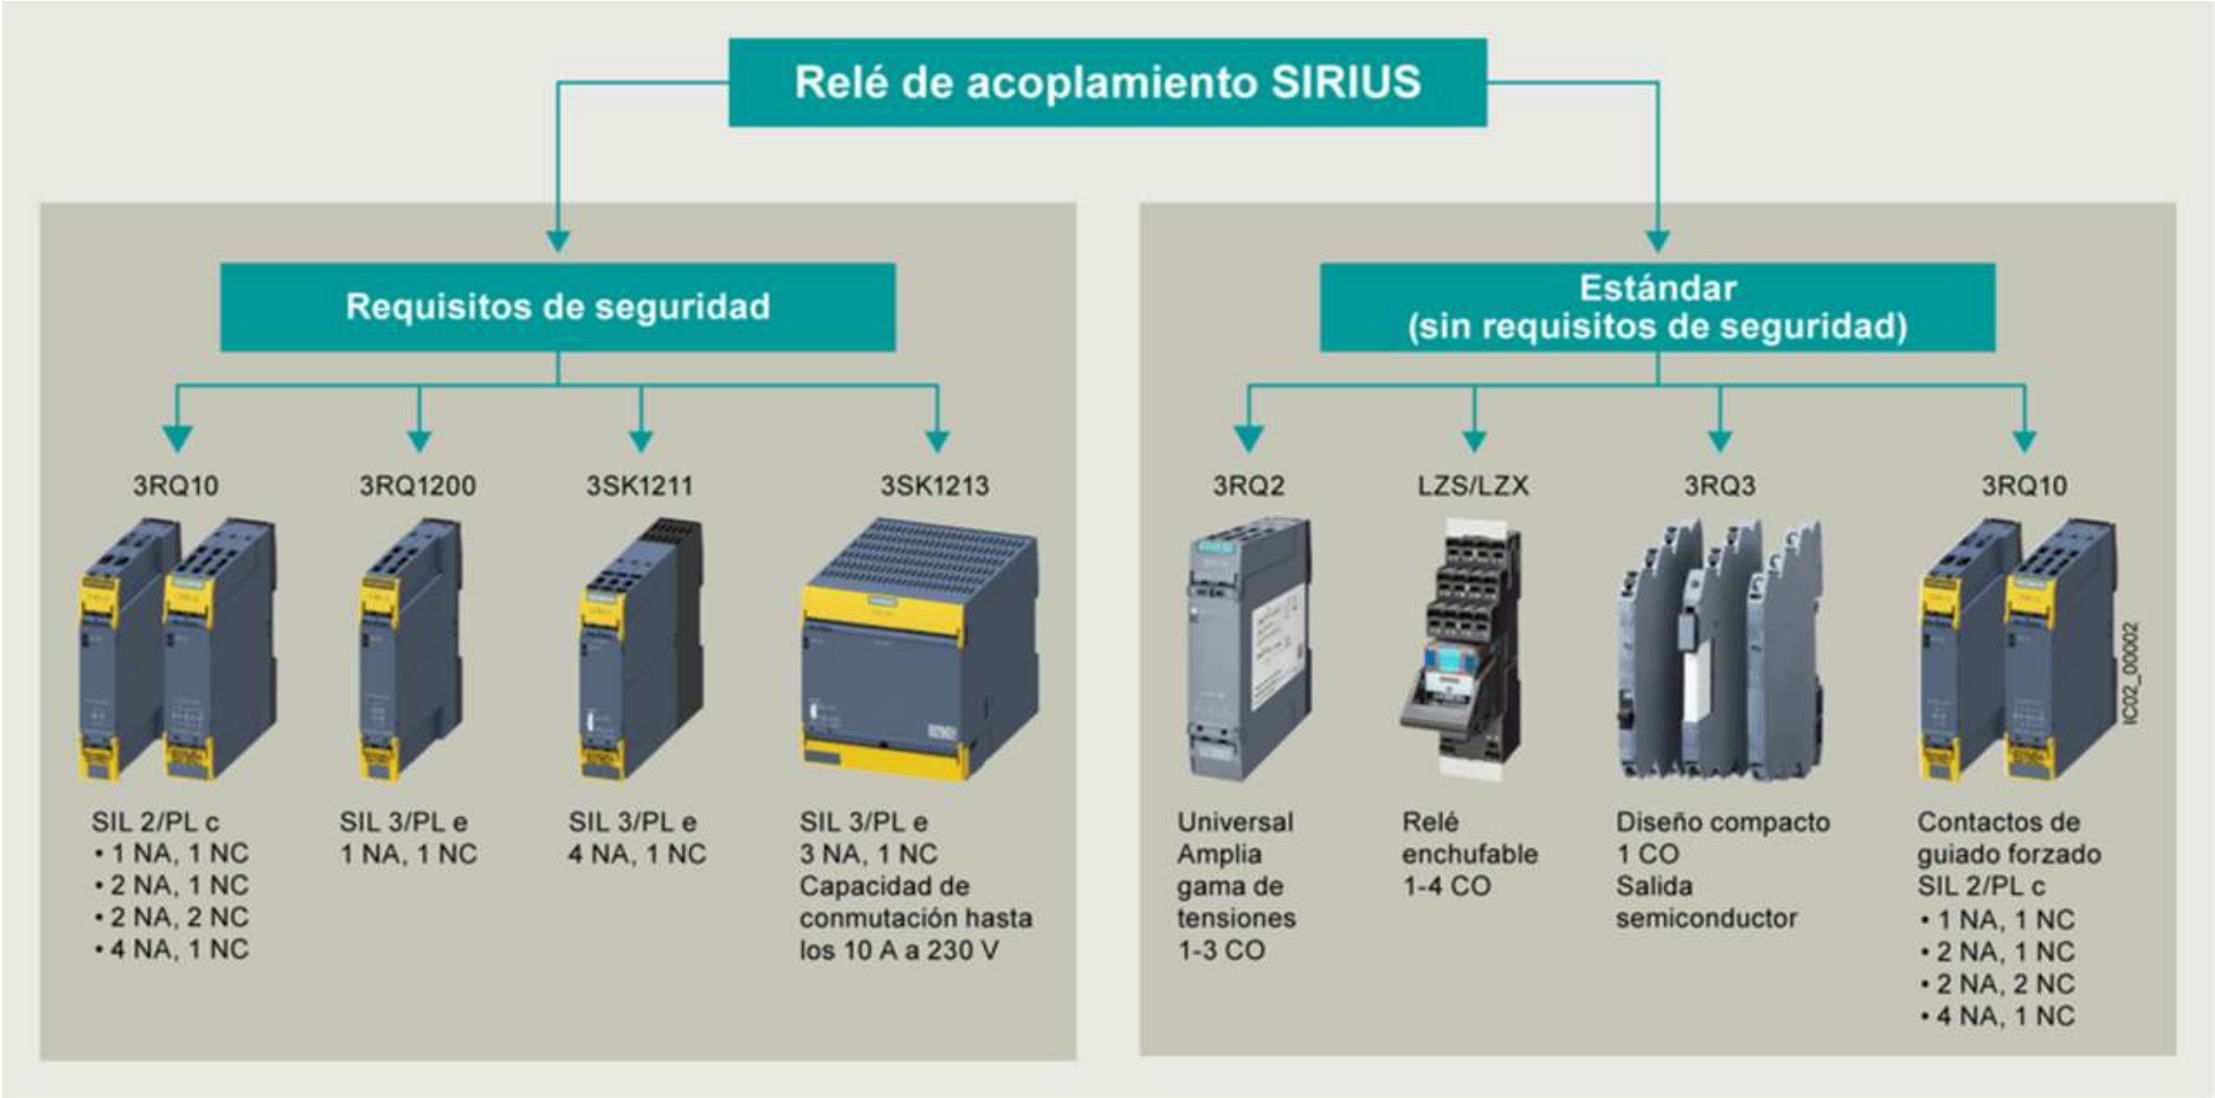 Relé de acoplamiento SIRIUS
Requisitos de seguridad
3RQ10
3RQ1200
3SK1211
3SK1213
SIL 2/PL c
• 1 NA, 1 NC
• 2 NA, 1 NC
• 2 NA, 2 NC
• 4 NA, 1 NC
SIL 3/PL e
1 NA, 1 NC
SIL 3/PL e
4 NA, 1 NC
SIL 3/PL e
3 NA, 1 NC
Capacidad de
conmutación hasta
los 10 A a 230 V
Estándar
(sin requisitos de seguridad)
3RQ2
LZS/LZX
3RQ3
3RQ10
Universal
Amplia
gama de
tensiones
1-3 CO
Relé
enchufable
1-4 CO
Diseño compacto
1 CO
Salida
semiconductor
Contactos de
guiado forzado
SIL 2/PL c
• 1 NA, 1 NC
• 2 NA, 1 NC
• 2 NA, 2 NC
• 4 NA, 1 NC
IC02_00002